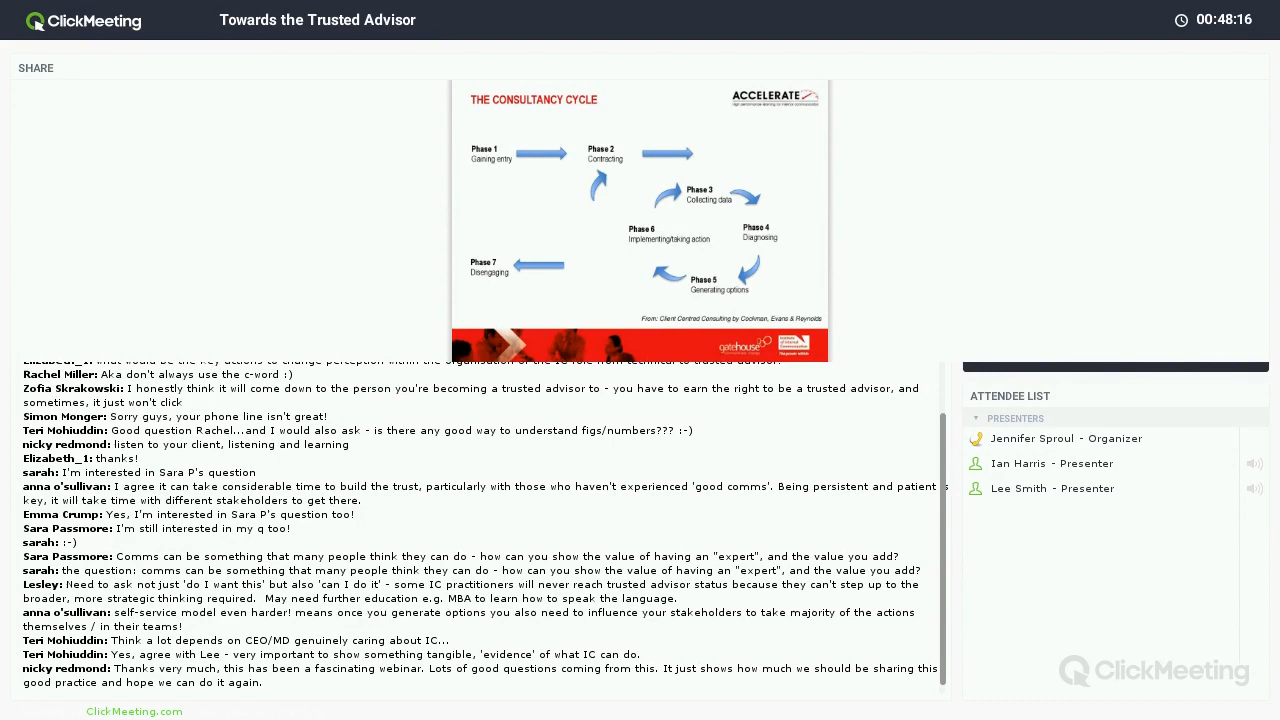 ClickMeeting
Towards the Trusted Advisor
00:48:16
SHARE
THE CONSULTANCY CYCLE
ACCELERATE
High performance learning for internal communicators
Phase 1
Gaining entry
Phase 2
Contracting
Phase 3
Collecting data
Phase 6
Implementing/taking action
Phase 4
Diagnosing
Phase 7
Disengaging
Phase 5
Generating options
From: Client Centred Consulting by Cockman, Evans & Reynolds
gatehouse
Institute
of Internal
Communication
The power within
Rachel Miller: Aka don't always use the c-word :)
Zofia Skrakowski: I honestly think it will come down to the person you're becoming a trusted advisor to - you have to earn the right to be a trusted advisor, and
sometimes, it just won't click
Simon Monger: Sorry guys, your phone line isn't great!
Teri Mohiuddin: Good question Rachel...and I would ask - is there any good way to understand figs/numbers??? :-)
nicky redmond: listen to your client, listening and learning
Elizabeth_1: thanks!
sarah: I'm interested in Sara P's question
anna o'sullivan: I agree it can take considerable time to build the trust, particularly with those who haven't experienced 'good comms'. Being persistent and patient is
key, it will take time with different stakeholders to get there.
Emma Crump: Yes, I'm interested in Sara P's question too!
Sara Passmore: I'm still interested in my q too!
sarah: :-)
Sara Passmore: Comms can be something that many people think they can do - how can you show the value of having an "expert", and the value you add?
sarah: the question: comms can be something that many people think they can do - how can you show the value of having an "expert", and the value you add?
Lesley: Need to ask not just 'do I want this' but also 'can I do it' - some IC practitioners will never reach trusted advisor status because they can't step up to the
broader, more strategic thinking required. May need further education e.g. MBA to learn how to speak the language.
anna o'sullivan: self-service model even harder! means once you generate options you also need to influence your stakeholders to take majority of the actions
themselves / in their teams!
Teri Mohiuddin: Think a lot depends on CEO/MD genuinely caring about IC...
Teri Mohiuddin: Yes, agree with Lee - very important to show something tangible, 'evidence' of what IC can do.
nicky redmond: Thanks very much, this has been a fascinating webinar. Lots of good questions coming from this. It just shows how much we should be sharing this
good practice and hope we can do it again.
ATTENDEE LIST
PRESENTERS
Jennifer Sproul - Organizer
Ian Harris - Presenter
Lee Smith - Presenter
ClickMeeting
ClickMeeting.com